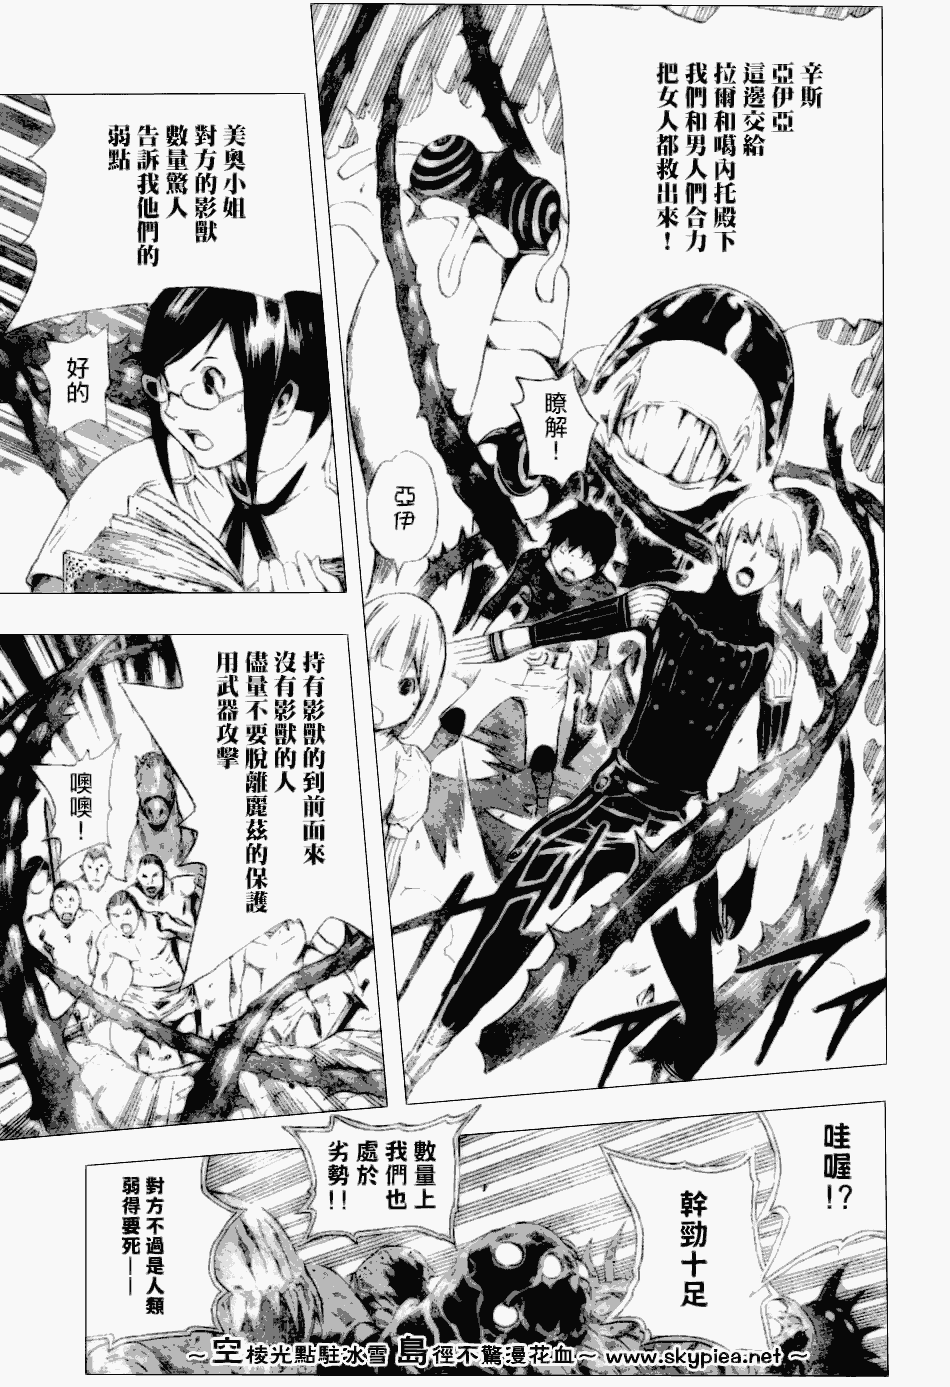 辛斯
亞伊亞
這邊交給
拉爾和噶內托殿下
我們和男人們合力
把女人都救出來！
瞭解！
亞伊
美奧小姐
對方的影獸
數量驚人
告訴我他們的
弱點
好的
持有影獸的到前面來
沒有影獸的人
儘量不要脫離麗茲的保護
用武器攻擊
噢噢！
哇喔！？
幹勁十足
數量上
我們也
處於
劣勢！！
對方不過是人類
弱得要死——
～空棱光點駐冰雪 島徑不驚漫花血～ www.skypiea.net ～